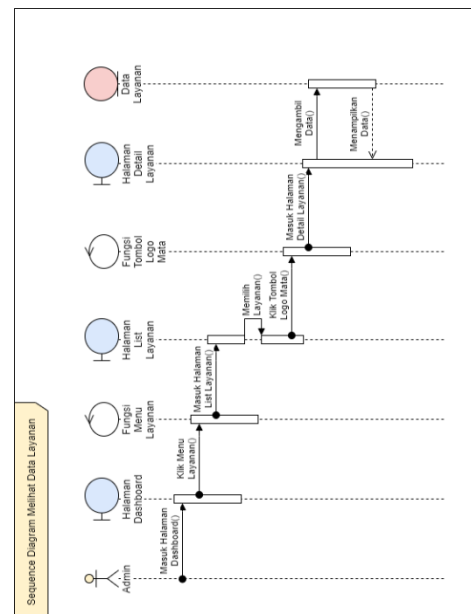 Sequence Diagram Melihat Data Layanan
Admin
Halaman
Dashboard
Fungsi
Menu
Layanan
Halaman
List
Layanan
Fungsi
Tombol
Logo
Mata
Halaman
Detail
Layanan
Data
Layanan
Masuk Halaman
Dashboard()
Klik Menu
Layanan()
Masuk Halaman
List Layanan()
Memilih
Layanan()
Klik Tombol
Logo Mata()
Masuk Halaman
Detail Layanan()
Mengambil
Data()
Menampilkan
Data()